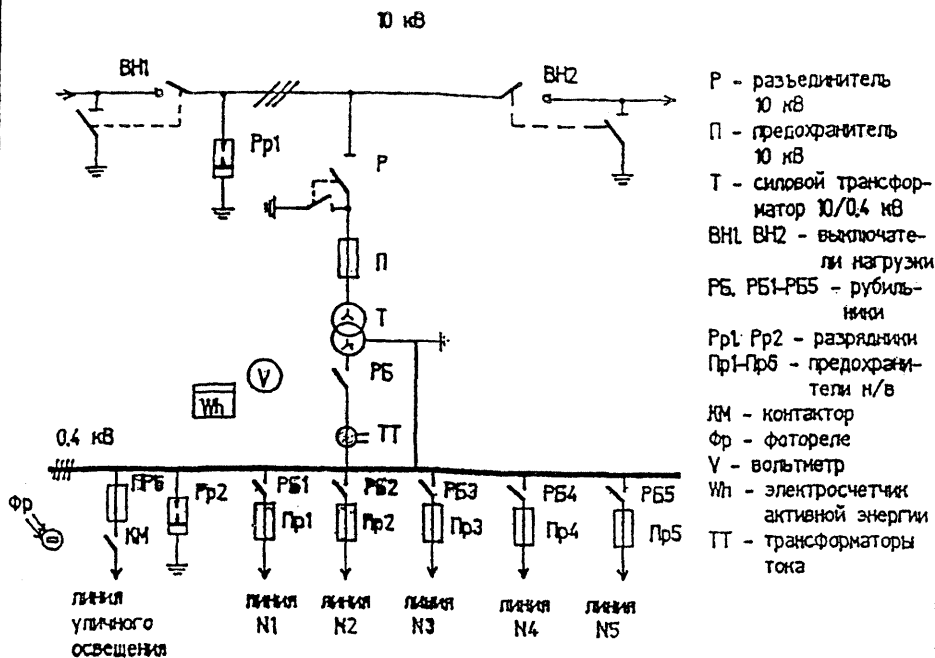 10 кВ
ВН1
ВН2
Рр1
Р
П
Т
РБ
V
Wh
ТТ
0.4 кВ
Фр
ПР6
КМ
Рр2
РБ1
Пр1
РБ2
Пр2
РБ3
Пр3
РБ4
Пр4
РБ5
Пр5
линия
уличного
освещения
линия
N1
линия
N2
линия
N3
линия
N4
линия
N5
Р - разъединитель
10 кВ
П - предохранитель
10 кВ
Т - силовой трансфор-
матор 10/0.4 кВ
ВН1. ВН2 - выключате-
ли нагрузки
РБ, РБ1-РБ5 - рубиль-
ники
Рр1. Рр2 - разрядники
Пр1-Пр6 - предохрани-
тели н/в
КМ - контактор
Фр - фотореле
V - вольтметр
Wh - электросчетчик
активной энергии
ТТ - трансформаторы
тока